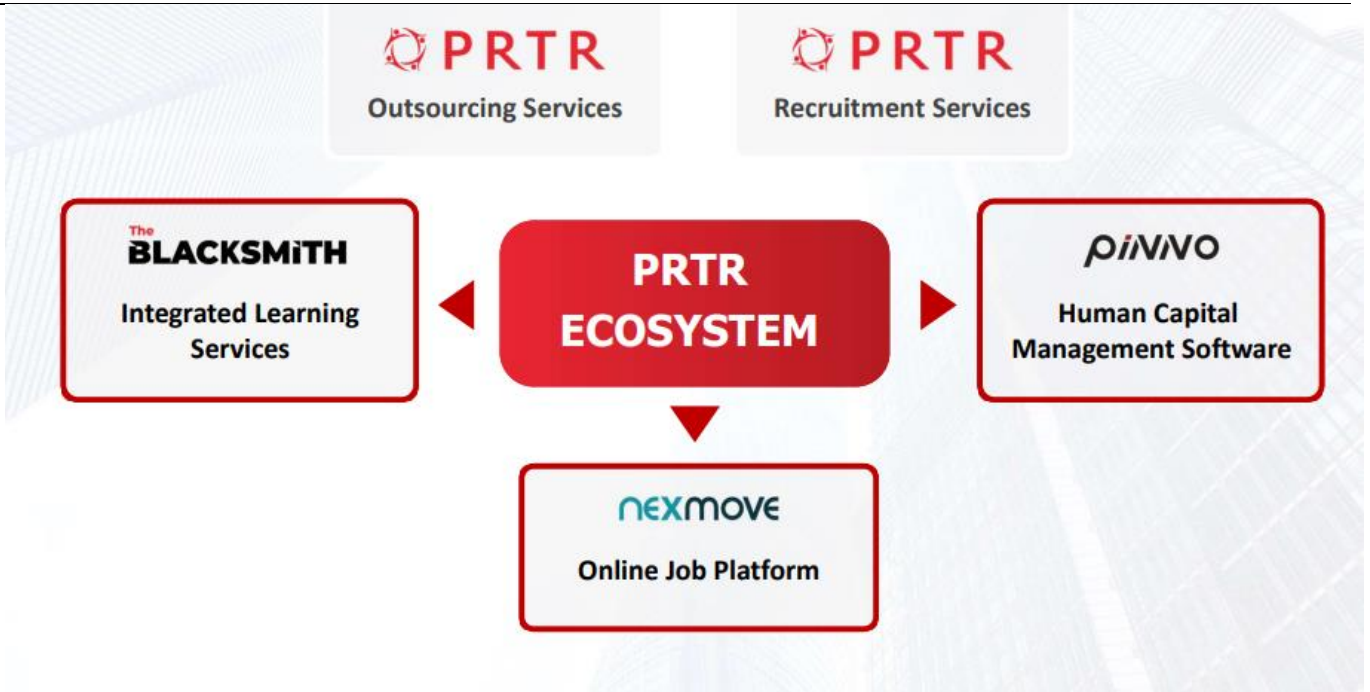 PRTR
Outsourcing Services
PRTR
Recruitment Services
The
BLACKSMiTH
Integrated Learning
Services
PRTR
ECOSYSTEM
piNiVO
Human Capital
Management Software
nexmove
Online Job Platform